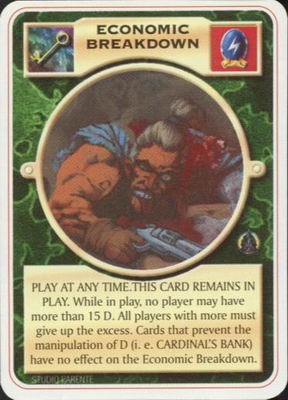 ECONOMIC
BREAKDOWN
PLAY AT ANY TIME.THIS CARD REMAINS IN
PLAY. While in play, no player may have
more than 15 D. All players with more must
give up the excess. Cards that prevent the
manipulation of D (i. e. CARDINAL'S BANK)
have no effect on the Economic Breakdown.
STUDIO PARENTE